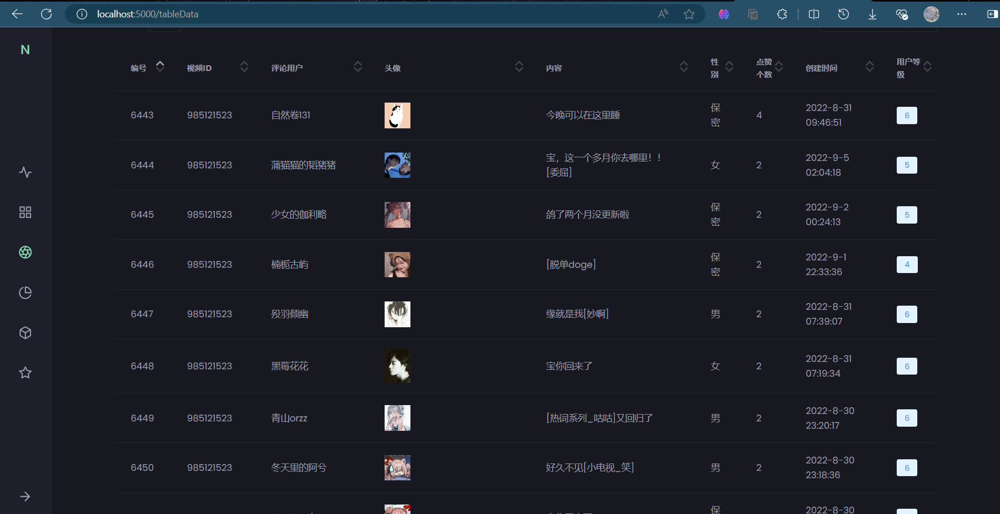 localhost:5000/tableData
N
编号 视频ID 评论用户 头像 内容 性别 点赞个数 创建时间 用户等级
6443 985121523 自然卷131 今晚可以在这里睡 保密 4 2022-8-31 09:46:51 6
6444 985121523 蒲猫猫的韬猪猪 宝，这一个多月你去哪里！！[委屈] 女 2 2022-9-5 02:04:18 5
6445 985121523 少女的伽利略 鸽了两个月没更新啦 保密 2 2022-9-2 00:24:13 5
6446 985121523 楠栀古屿 [脱单doge] 保密 2 2022-9-1 22:33:36 4
6447 985121523 殁羽倾幽 缘就是我[妙啊] 男 2 2022-8-31 07:39:07 6
6448 985121523 黑莓花花 宝你回来了 女 2 2022-8-31 07:19:34 6
6449 985121523 青山orzz [热词系列_咕咕]又回归了 男 2 2022-8-30 23:20:17 6
6450 985121523 冬天里的阿兮 好久不见[小电视_笑] 男 2 2022-8-30 23:18:36 6
保 2022-8-30